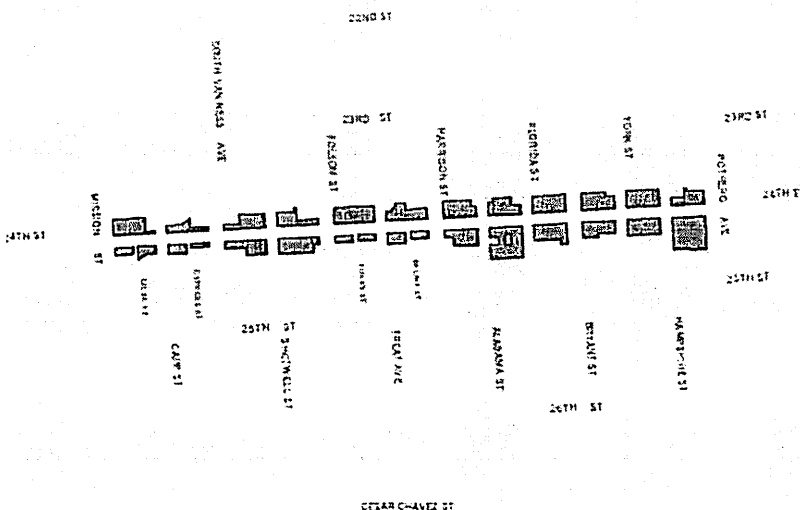 22ND ST
SOUTH VAN NESS AVE
23RD ST
23RD ST
FOLSOM ST
HARRISON ST
FLORIDA ST
YORK ST
POTRERO AVE
MISSION ST
24TH ST
24TH ST
25TH ST
25TH ST
CAPP ST
SHOTWELL ST
TREAT AVE
ALABAMA ST
BRYANT ST
HAMPSHIRE ST
26TH ST
CESAR CHAVEZ ST